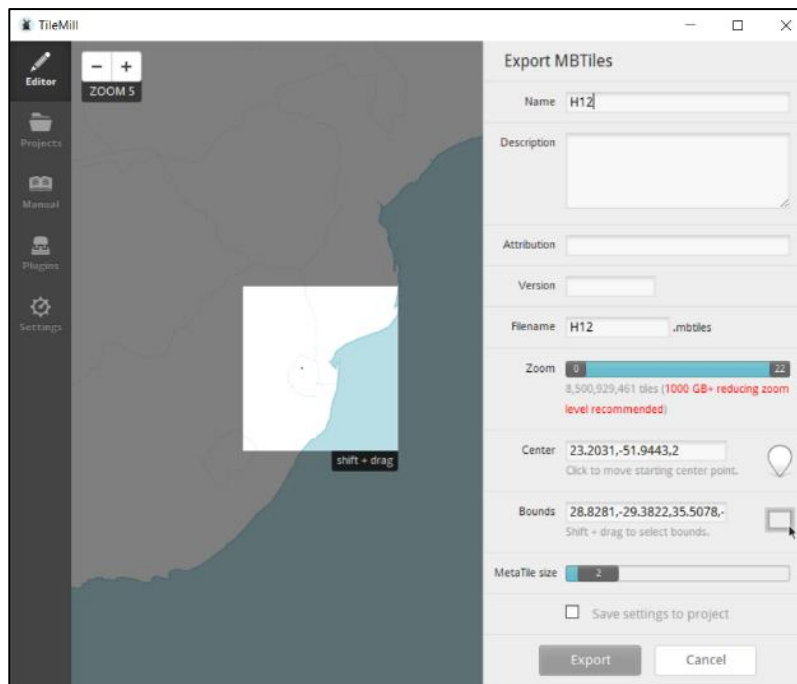 TileMill
Editor
Projects
Manual
Plugins
Settings
− +
ZOOM 5
shift + drag
Export MBTiles
Name H12
Description
Attribution
Version
Filename H12 .mbtiles
Zoom 0 22
8,500,929,461 tiles (1000 GB+ reducing zoom
level recommended)
Center 23.2031,-51.9443,2
Click to move starting center point.
Bounds 28.8281,-29.3822,35.5078,-
Shift + drag to select bounds.
MetaTile size 2
Save settings to project
Export Cancel